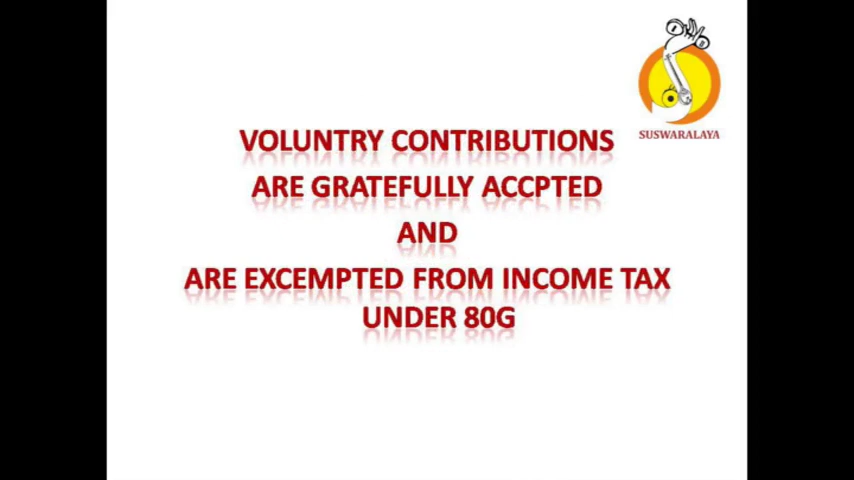 SUSWARALAYA
VOLUNTRY CONTRIBUTIONS
ARE GRATEFULLY ACCPTED
AND
ARE EXCEMPTED FROM INCOME TAX
UNDER 80G